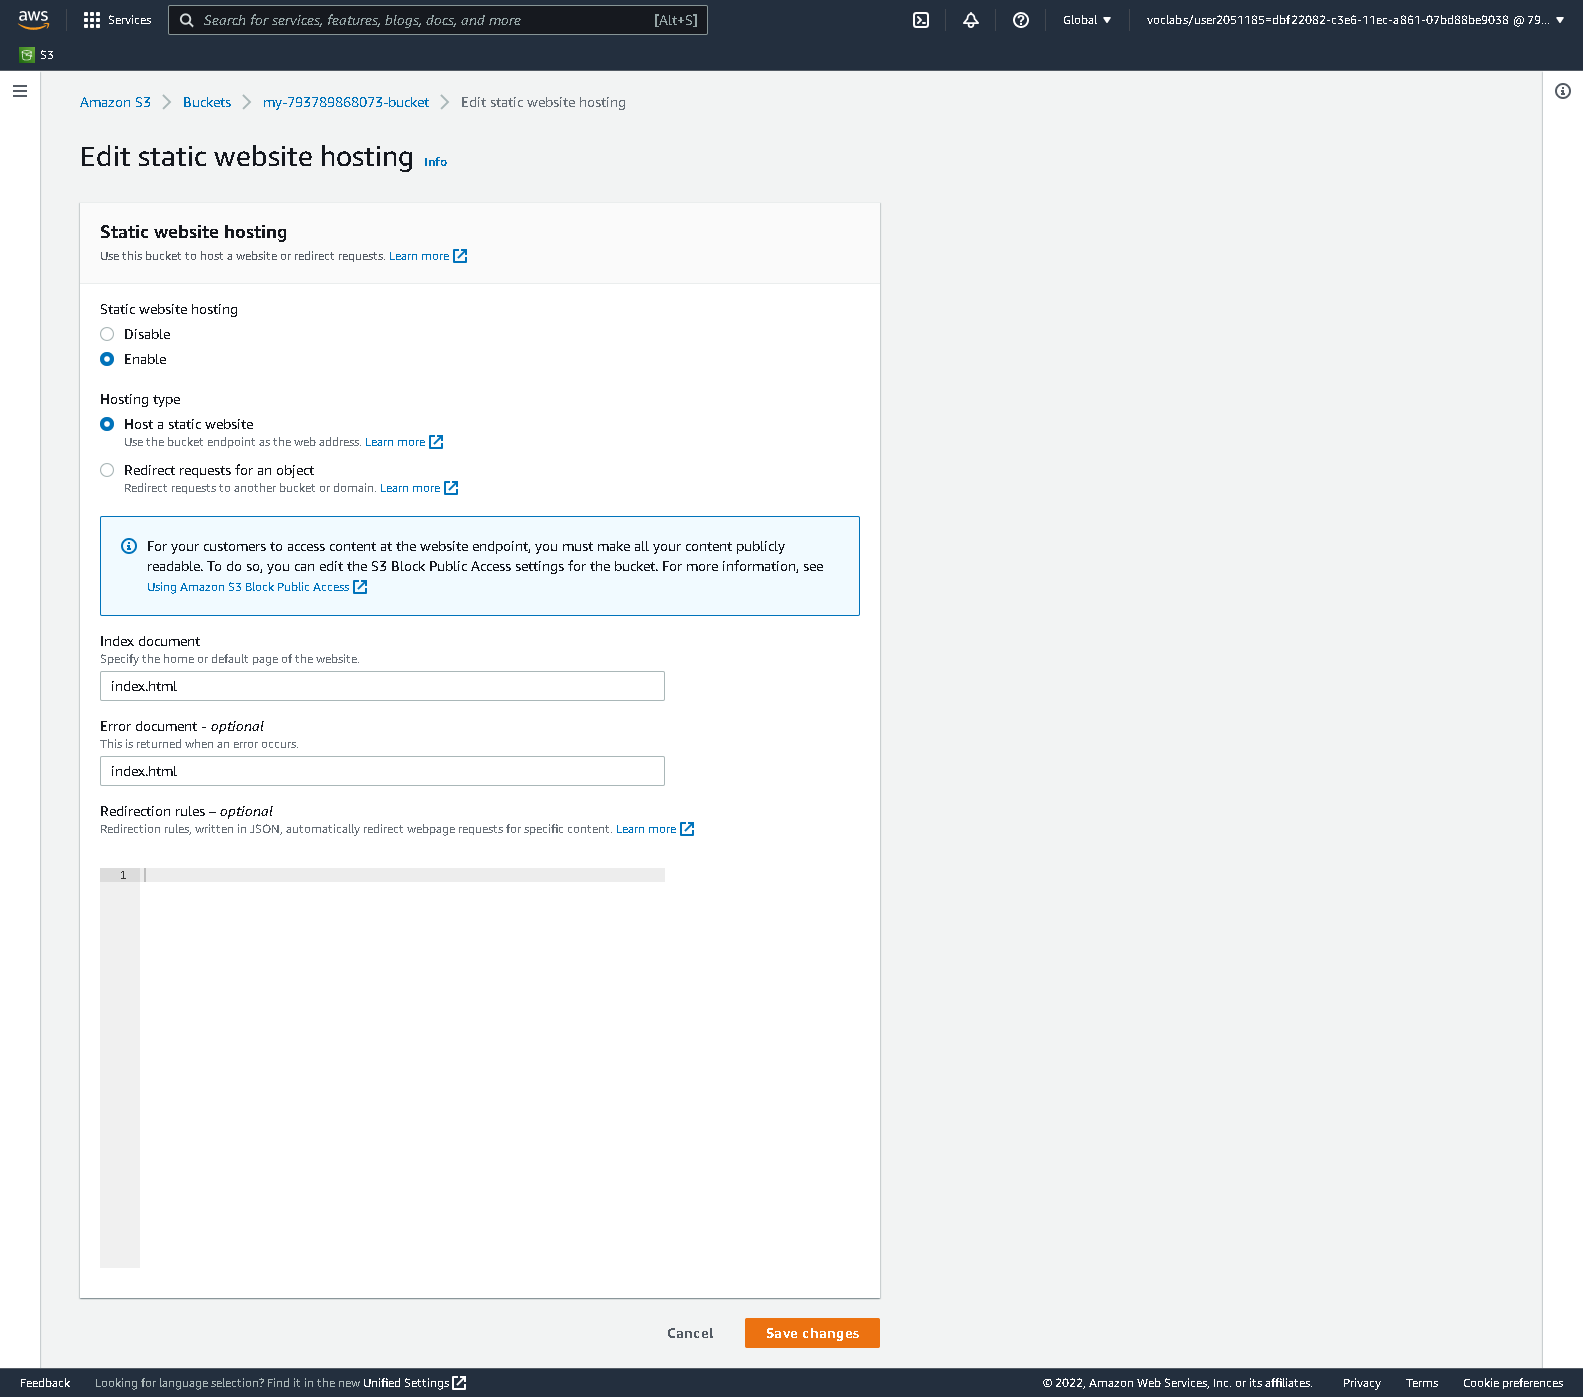 aws Services Search for services, features, blogs, docs, and more [Alt+S] Global voclabs/user2051185=dbf22082-c3e6-11ec-a861-07bd88be9038 @ 79...
S3
Amazon S3 Buckets my-793789868073-bucket Edit static website hosting
Edit static website hosting Info
Static website hosting
Use this bucket to host a website or redirect requests. Learn more
Static website hosting
Disable
Enable
Hosting type
Host a static website
Use the bucket endpoint as the web address. Learn more
Redirect requests for an object
Redirect requests to another bucket or domain. Learn more
For your customers to access content at the website endpoint, you must make all your content publicly
readable. To do so, you can edit the S3 Block Public Access settings for the bucket. For more information, see
Using Amazon S3 Block Public Access
Index document
Specify the home or default page of the website.
index.html
Error document - optional
This is returned when an error occurs.
index.html
Redirection rules – optional
Redirection rules, written in JSON, automatically redirect webpage requests for specific content. Learn more
1
Cancel Save changes
Feedback Looking for language selection? Find it in the new Unified Settings © 2022, Amazon Web Services, Inc. or its affiliates. Privacy Terms Cookie preferences